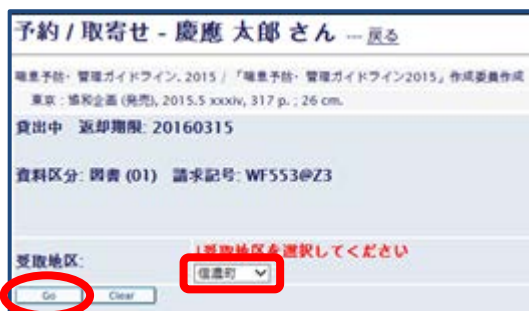 予約 / 取寄せ - 慶應 太郎 さん --- 戻る
喘息予防・管理ガイドライン. 2015 / 「喘息予防・管理ガイドライン2015」作成委員作成
東京 : 協和企画 (発売), 2015.5 xxxiv, 317 p. ; 26 cm.
貸出中 返却期限: 20160315
資料区分: 図書 (01) 請求記号: WF553@Z3
↓受取地区を選択してください
受取地区: 信濃町
Go Clear